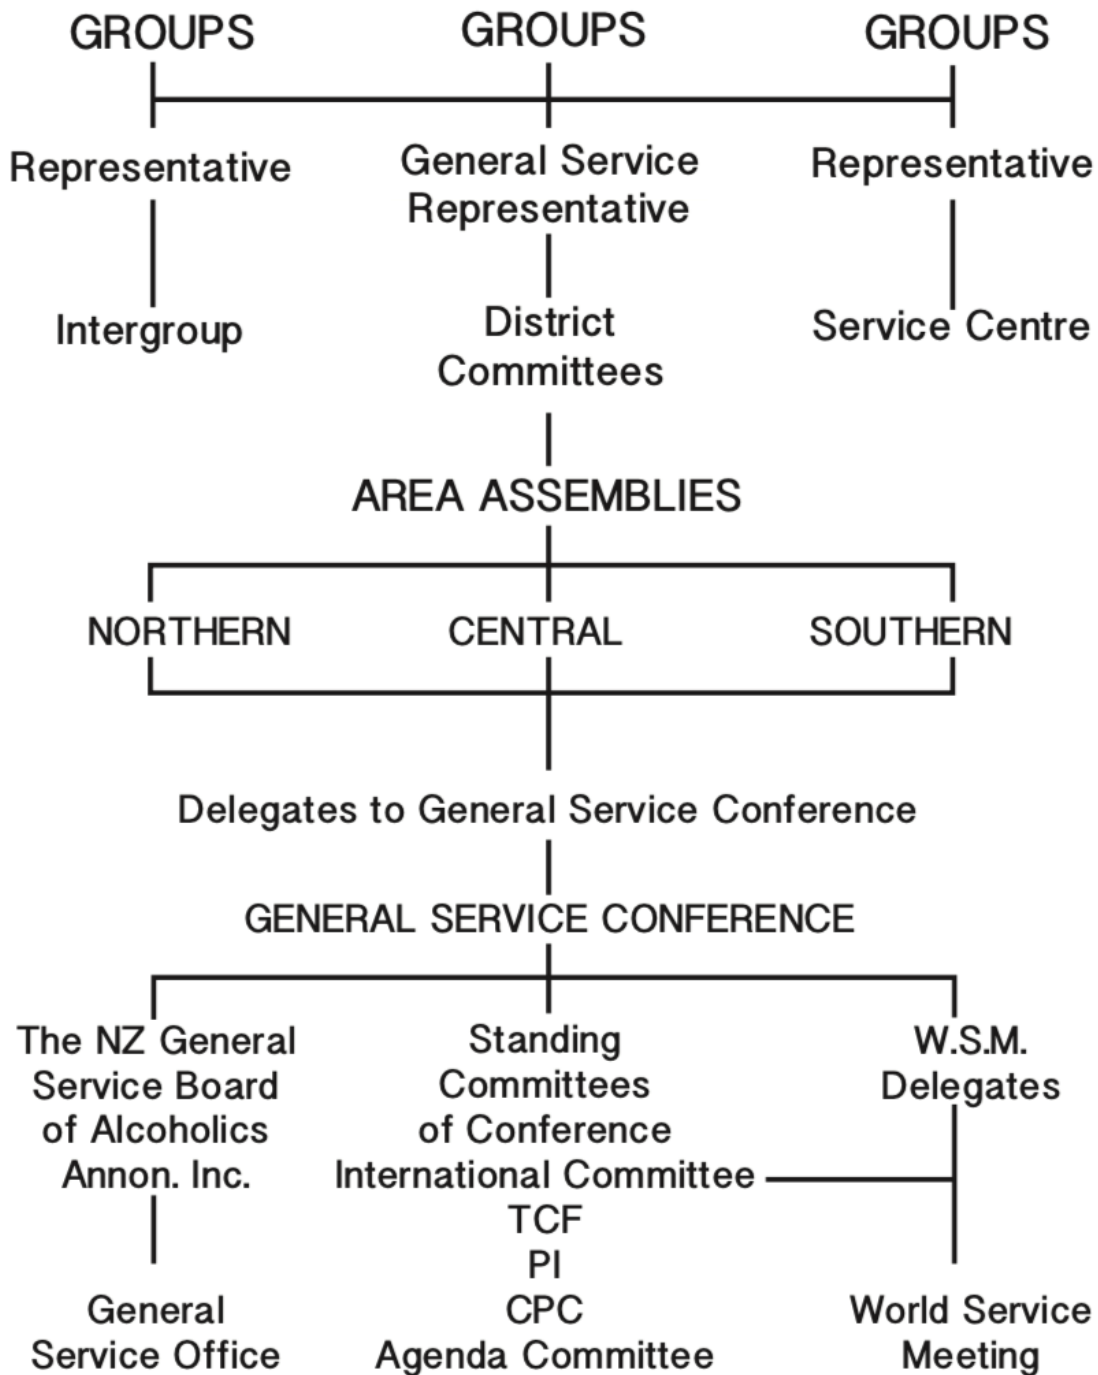 GROUPS GROUPS GROUPS
Representative
General Service
Representative
Representative
Intergroup
District
Committees
Service Centre
AREA ASSEMBLIES
NORTHERN CENTRAL SOUTHERN
Delegates to General Service Conference
GENERAL SERVICE CONFERENCE
The NZ General
Service Board
of Alcoholics
Annon. Inc.
Standing
Committees
of Conference
International Committee
TCF
PI
CPC
Agenda Committee
W.S.M.
Delegates
General
Service Office
World Service
Meeting